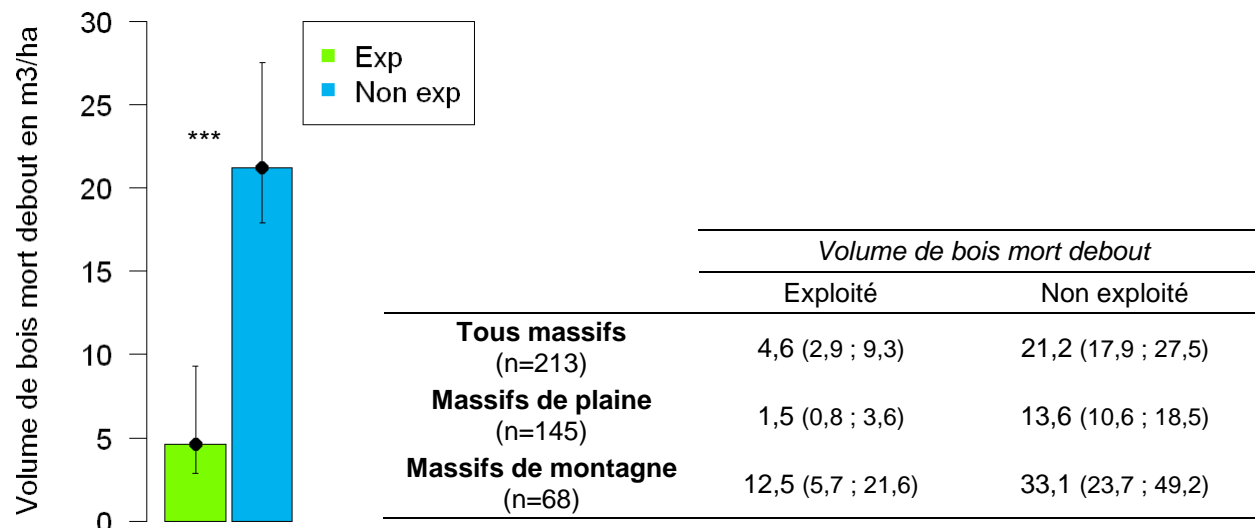 Volume de bois mort debout en m3/ha
30
25
20
15
10
5
0
***
Exp
Non exp
Volume de bois mort debout
Exploité Non exploité
Tous massifs
(n=213)
4,6 (2,9 ; 9,3) 21,2 (17,9 ; 27,5)
Massifs de plaine
(n=145)
1,5 (0,8 ; 3,6) 13,6 (10,6 ; 18,5)
Massifs de montagne
(n=68)
12,5 (5,7 ; 21,6) 33,1 (23,7 ; 49,2)